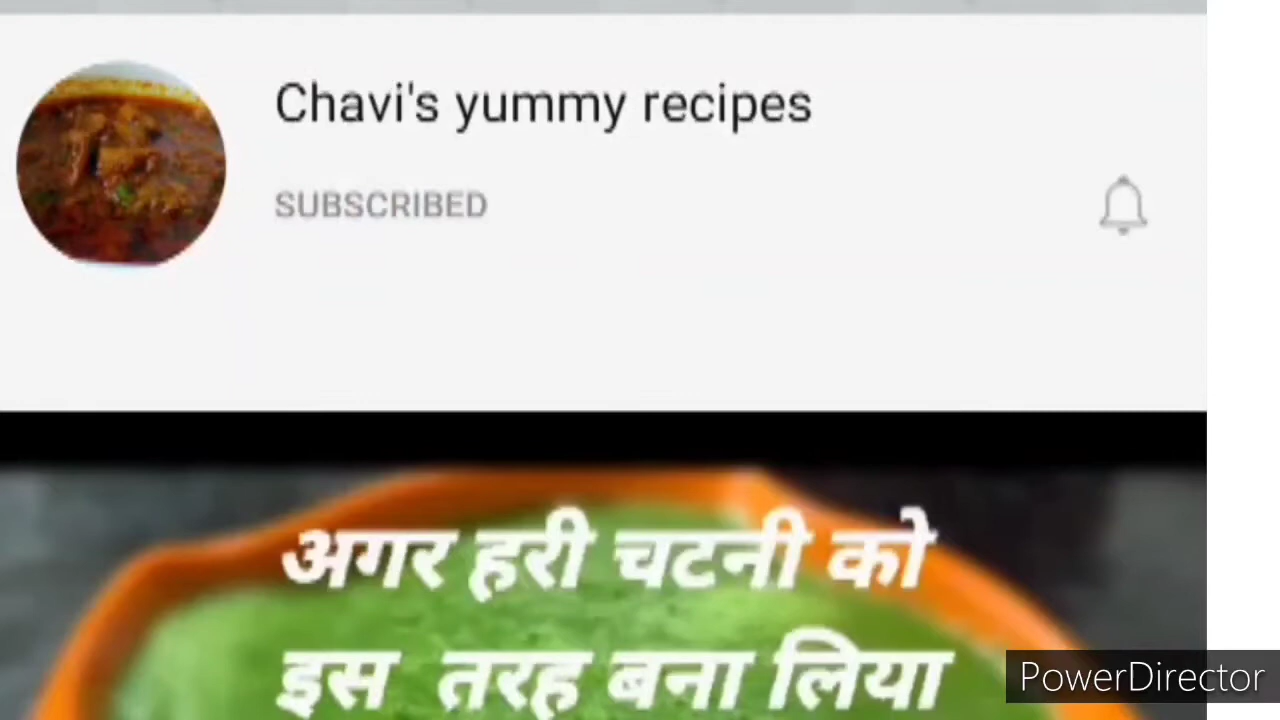 Chavi's yummy recipes
SUBSCRIBED
अगर हरी चटनी को
इस तरह बना लिया
PowerDirector